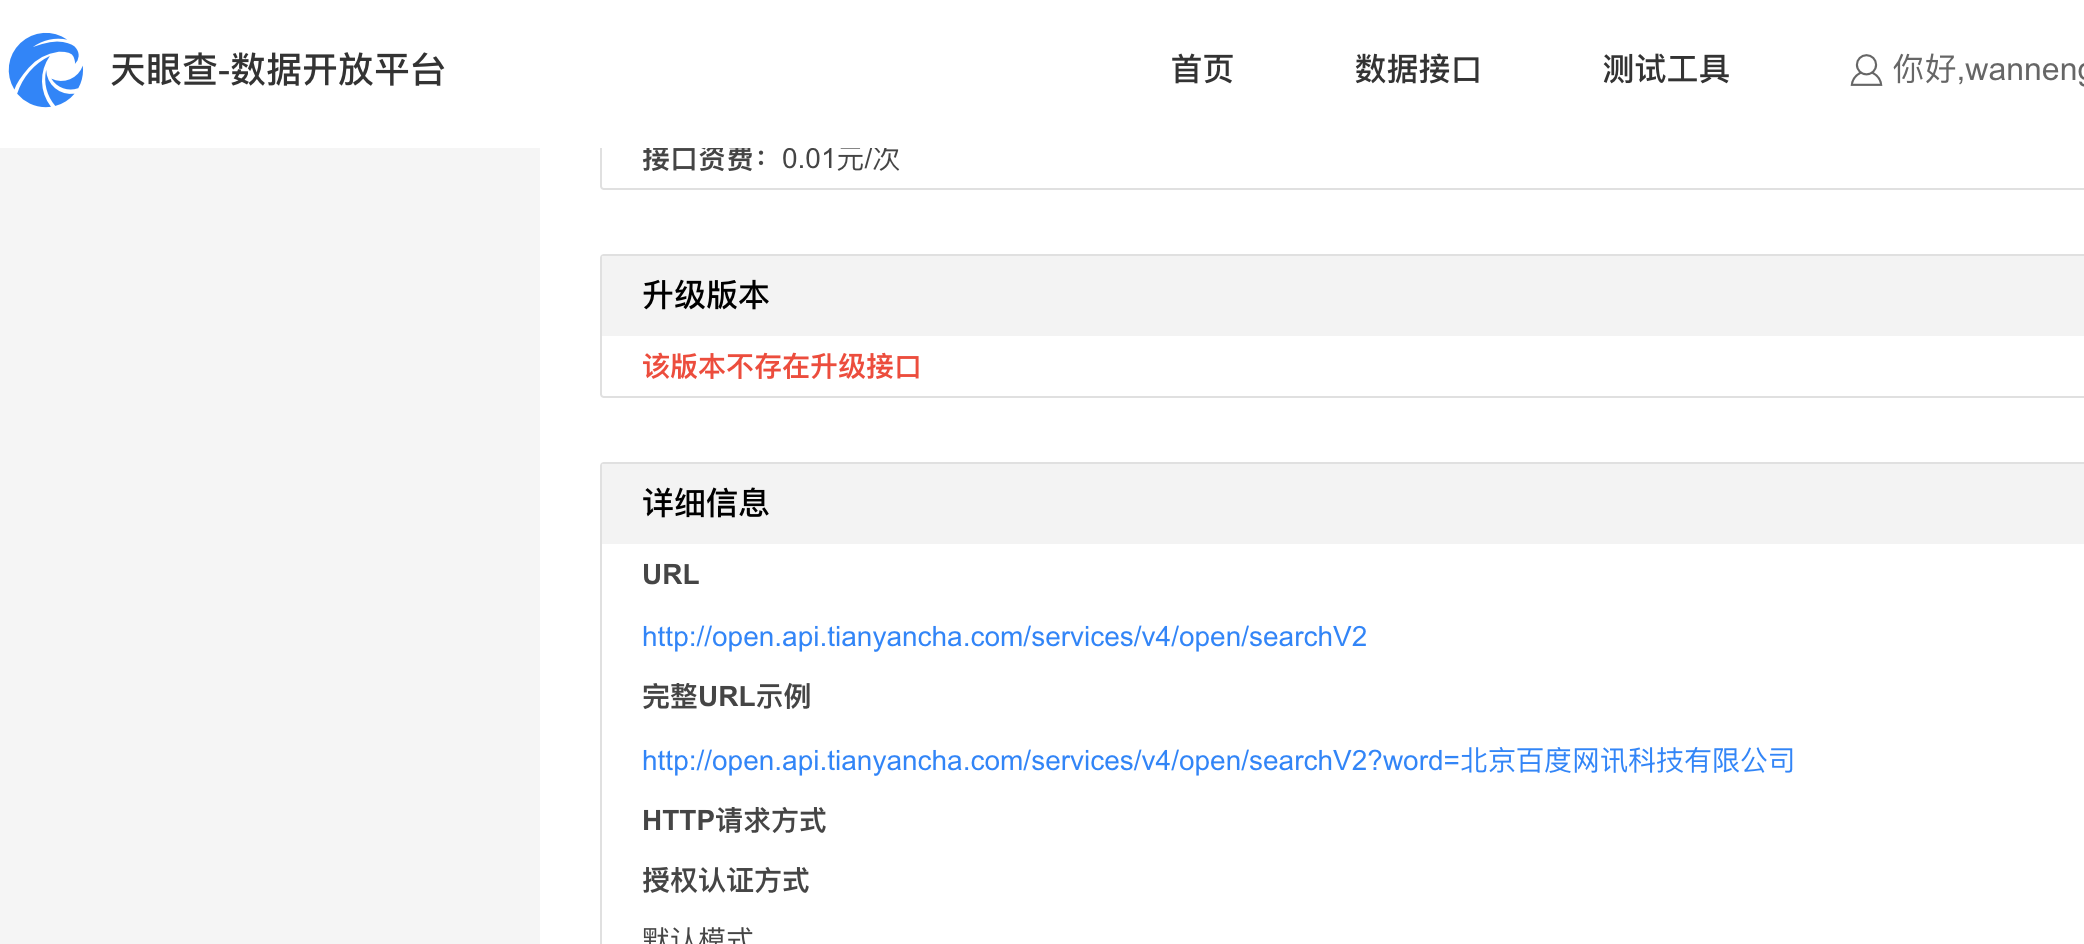 天眼查-数据开放平台
首页
数据接口
测试工具
你好,wanneng
接口资费：0.01元/次
升级版本
该版本不存在升级接口
详细信息
URL
http://open.api.tianyancha.com/services/v4/open/searchV2
完整URL示例
http://open.api.tianyancha.com/services/v4/open/searchV2?word=北京百度网讯科技有限公司
HTTP请求方式
授权认证方式
默认模式